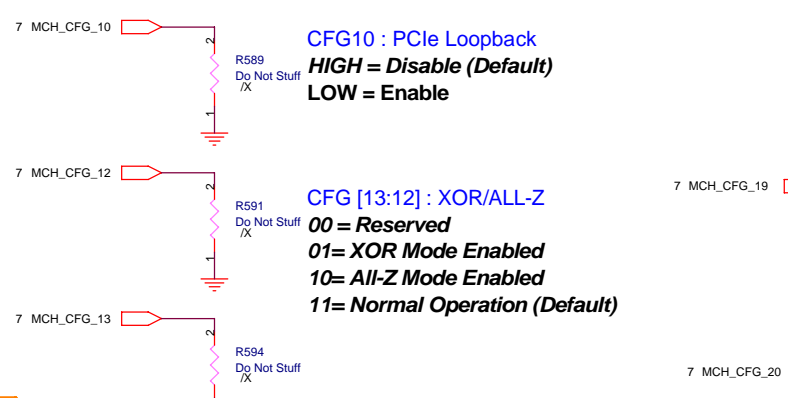 7 MCH_CFG_10
2
R589
Do Not Stuff
/X
1
CFG10 : PCIe Loopback
HIGH = Disable (Default)
LOW = Enable
7 MCH_CFG_12
2
R591
Do Not Stuff
/X
1
CFG [13:12] : XOR/ALL-Z
00 = Reserved
01= XOR Mode Enabled
10= All-Z Mode Enabled
11= Normal Operation (Default)
7 MCH_CFG_19
7 MCH_CFG_13
2
R594
Do Not Stuff
/X
7 MCH_CFG_20